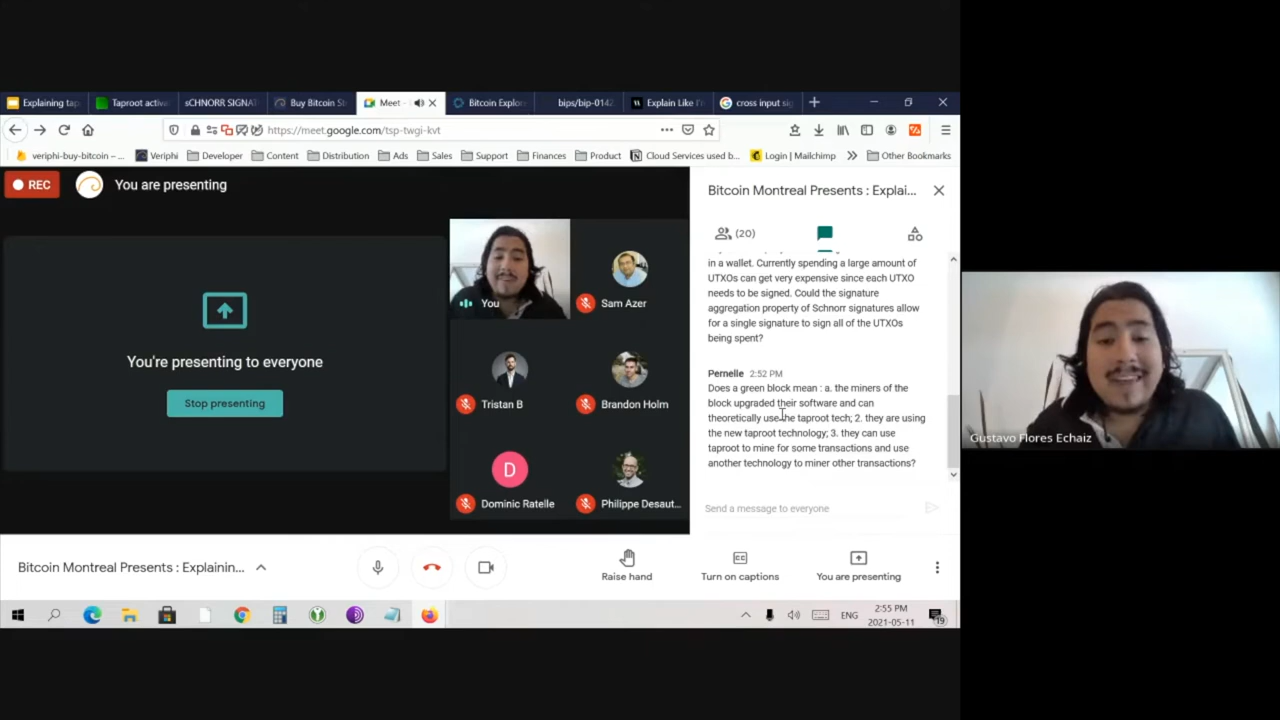 Explaining tap
Taproot activa
sCHNORR SIGNAT
Buy Bitcoin St
Meet -
Bitcoin Explor
bips/bip-0142
Explain Like I'
cross input sig
https://meet.google.com/tsp-twgi-kvt
veriphi-buy-bitcoin – ...
Veriphi
Developer
Content
Distribution
Ads
Sales
Support
Finances
Product
Cloud Services used b...
Login | Mailchimp
Other Bookmarks
REC
You are presenting
Bitcoin Montreal Presents : Explai...
(20)
You're presenting to everyone
Stop presenting
You
Sam Azer
Tristan B
Brandon Holm
D
Dominic Ratelle
Philippe Desaut...
in a wallet. Currently spending a large amount of
UTXOs can get very expensive since each UTXO
needs to be signed. Could the signature
aggregation property of Schnorr signatures allow
for a single signature to sign all of the UTXOs
being spent?
Pernelle 2:52 PM
Does a green block mean : a. the miners of the
block upgraded their software and can
theoretically use the taproot tech; 2. they are using
the new taproot technology; 3. they can use
taproot to mine for some transactions and use
another technology to miner other transactions?
Send a message to everyone
Gustavo Flores Echaiz
Bitcoin Montreal Presents : Explainin...
Raise hand
Turn on captions
You are presenting
ENG
2:55 PM
2021-05-11
19